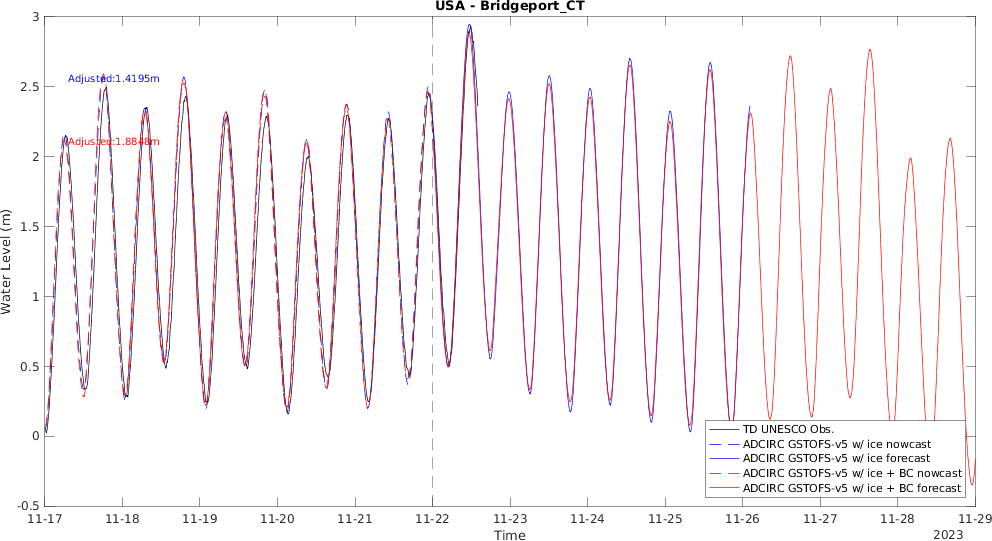 USA - Bridgeport_CT
3
2.5
2
1.5
1
0.5
0
-0.5
Water Level (m)
Adjusted:1.4195m
Adjusted:1.8848m
TD UNESCO Obs.
ADCIRC GSTOFS-v5 w/ ice nowcast
ADCIRC GSTOFS-v5 w/ ice forecast
ADCIRC GSTOFS-v5 w/ ice + BC nowcast
ADCIRC GSTOFS-v5 w/ ice + BC forecast
11-17 11-18 11-19 11-20 11-21 11-22 11-23 11-24 11-25 11-26 11-27 11-28 11-29
Time
2023